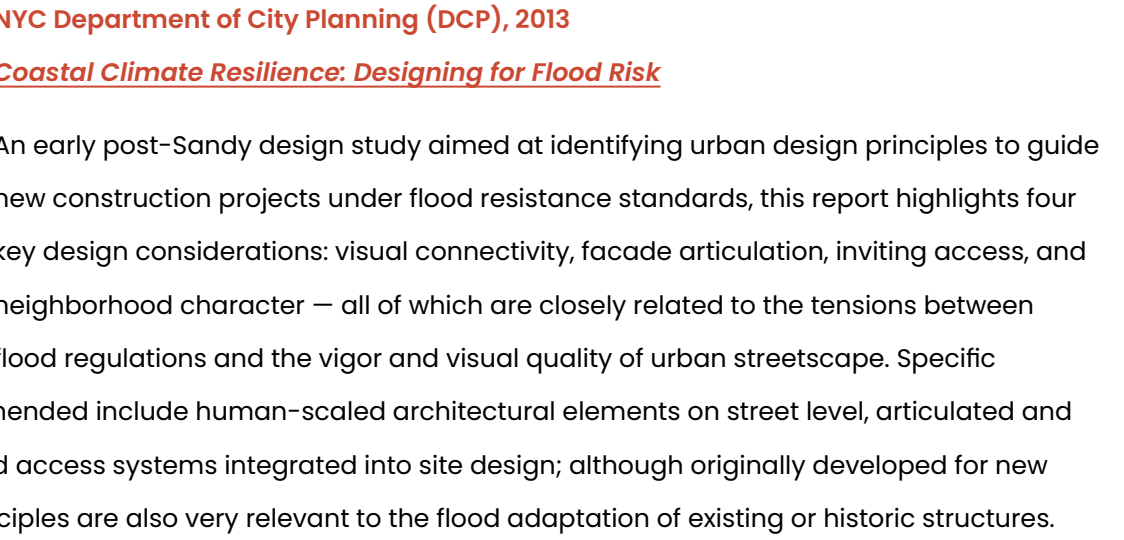 NYC Department of City Planning (DCP), 2013
Coastal Climate Resilience: Designing for Flood Risk
An early post-Sandy design study aimed at identifying urban design principles to guide
new construction projects under flood resistance standards, this report highlights four
key design considerations: visual connectivity, facade articulation, inviting access, and
neighborhood character — all of which are closely related to the tensions between
flood regulations and the vigor and visual quality of urban streetscape. Specific
include human-scaled architectural elements on street level, articulated and
access systems integrated into site design; although originally developed for new
are also very relevant to the flood adaptation of existing or historic structures.